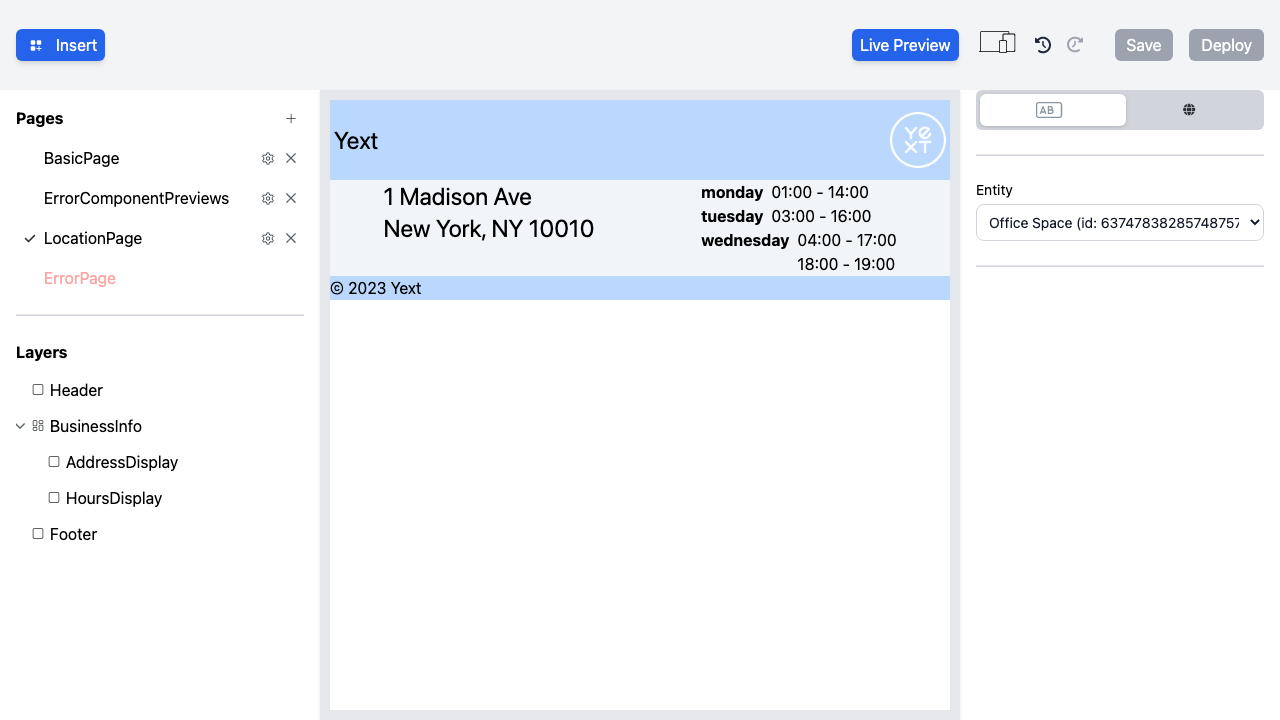 Insert
Live Preview
Save
Deploy
Pages
BasicPage
ErrorComponentPreviews
LocationPage
ErrorPage
Layers
Header
BusinessInfo
AddressDisplay
HoursDisplay
Footer
Yext
YEXT
1 Madison Ave
New York, NY 10010
monday 01:00 - 14:00
tuesday 03:00 - 16:00
wednesday 04:00 - 17:00
18:00 - 19:00
© 2023 Yext
AB
Entity
Office Space (id: 63747838285748757